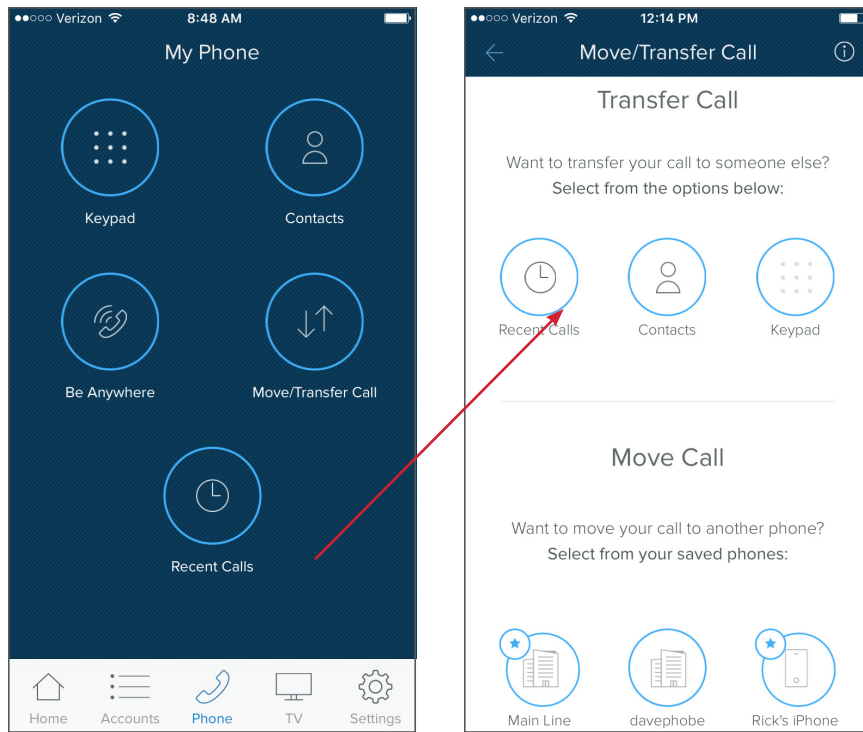 ●●○○○ Verizon 8:48 AM
My Phone
Keypad
Contacts
Be Anywhere
Move/Transfer Call
Recent Calls
Home
Accounts
Phone
TV
Settings
●●○○○ Verizon 12:14 PM
Move/Transfer Call
Transfer Call
Want to transfer your call to someone else?
Select from the options below:
Recent Calls
Contacts
Keypad
Move Call
Want to move your call to another phone?
Select from your saved phones:
Main Line
davephobe
Rick's iPhone